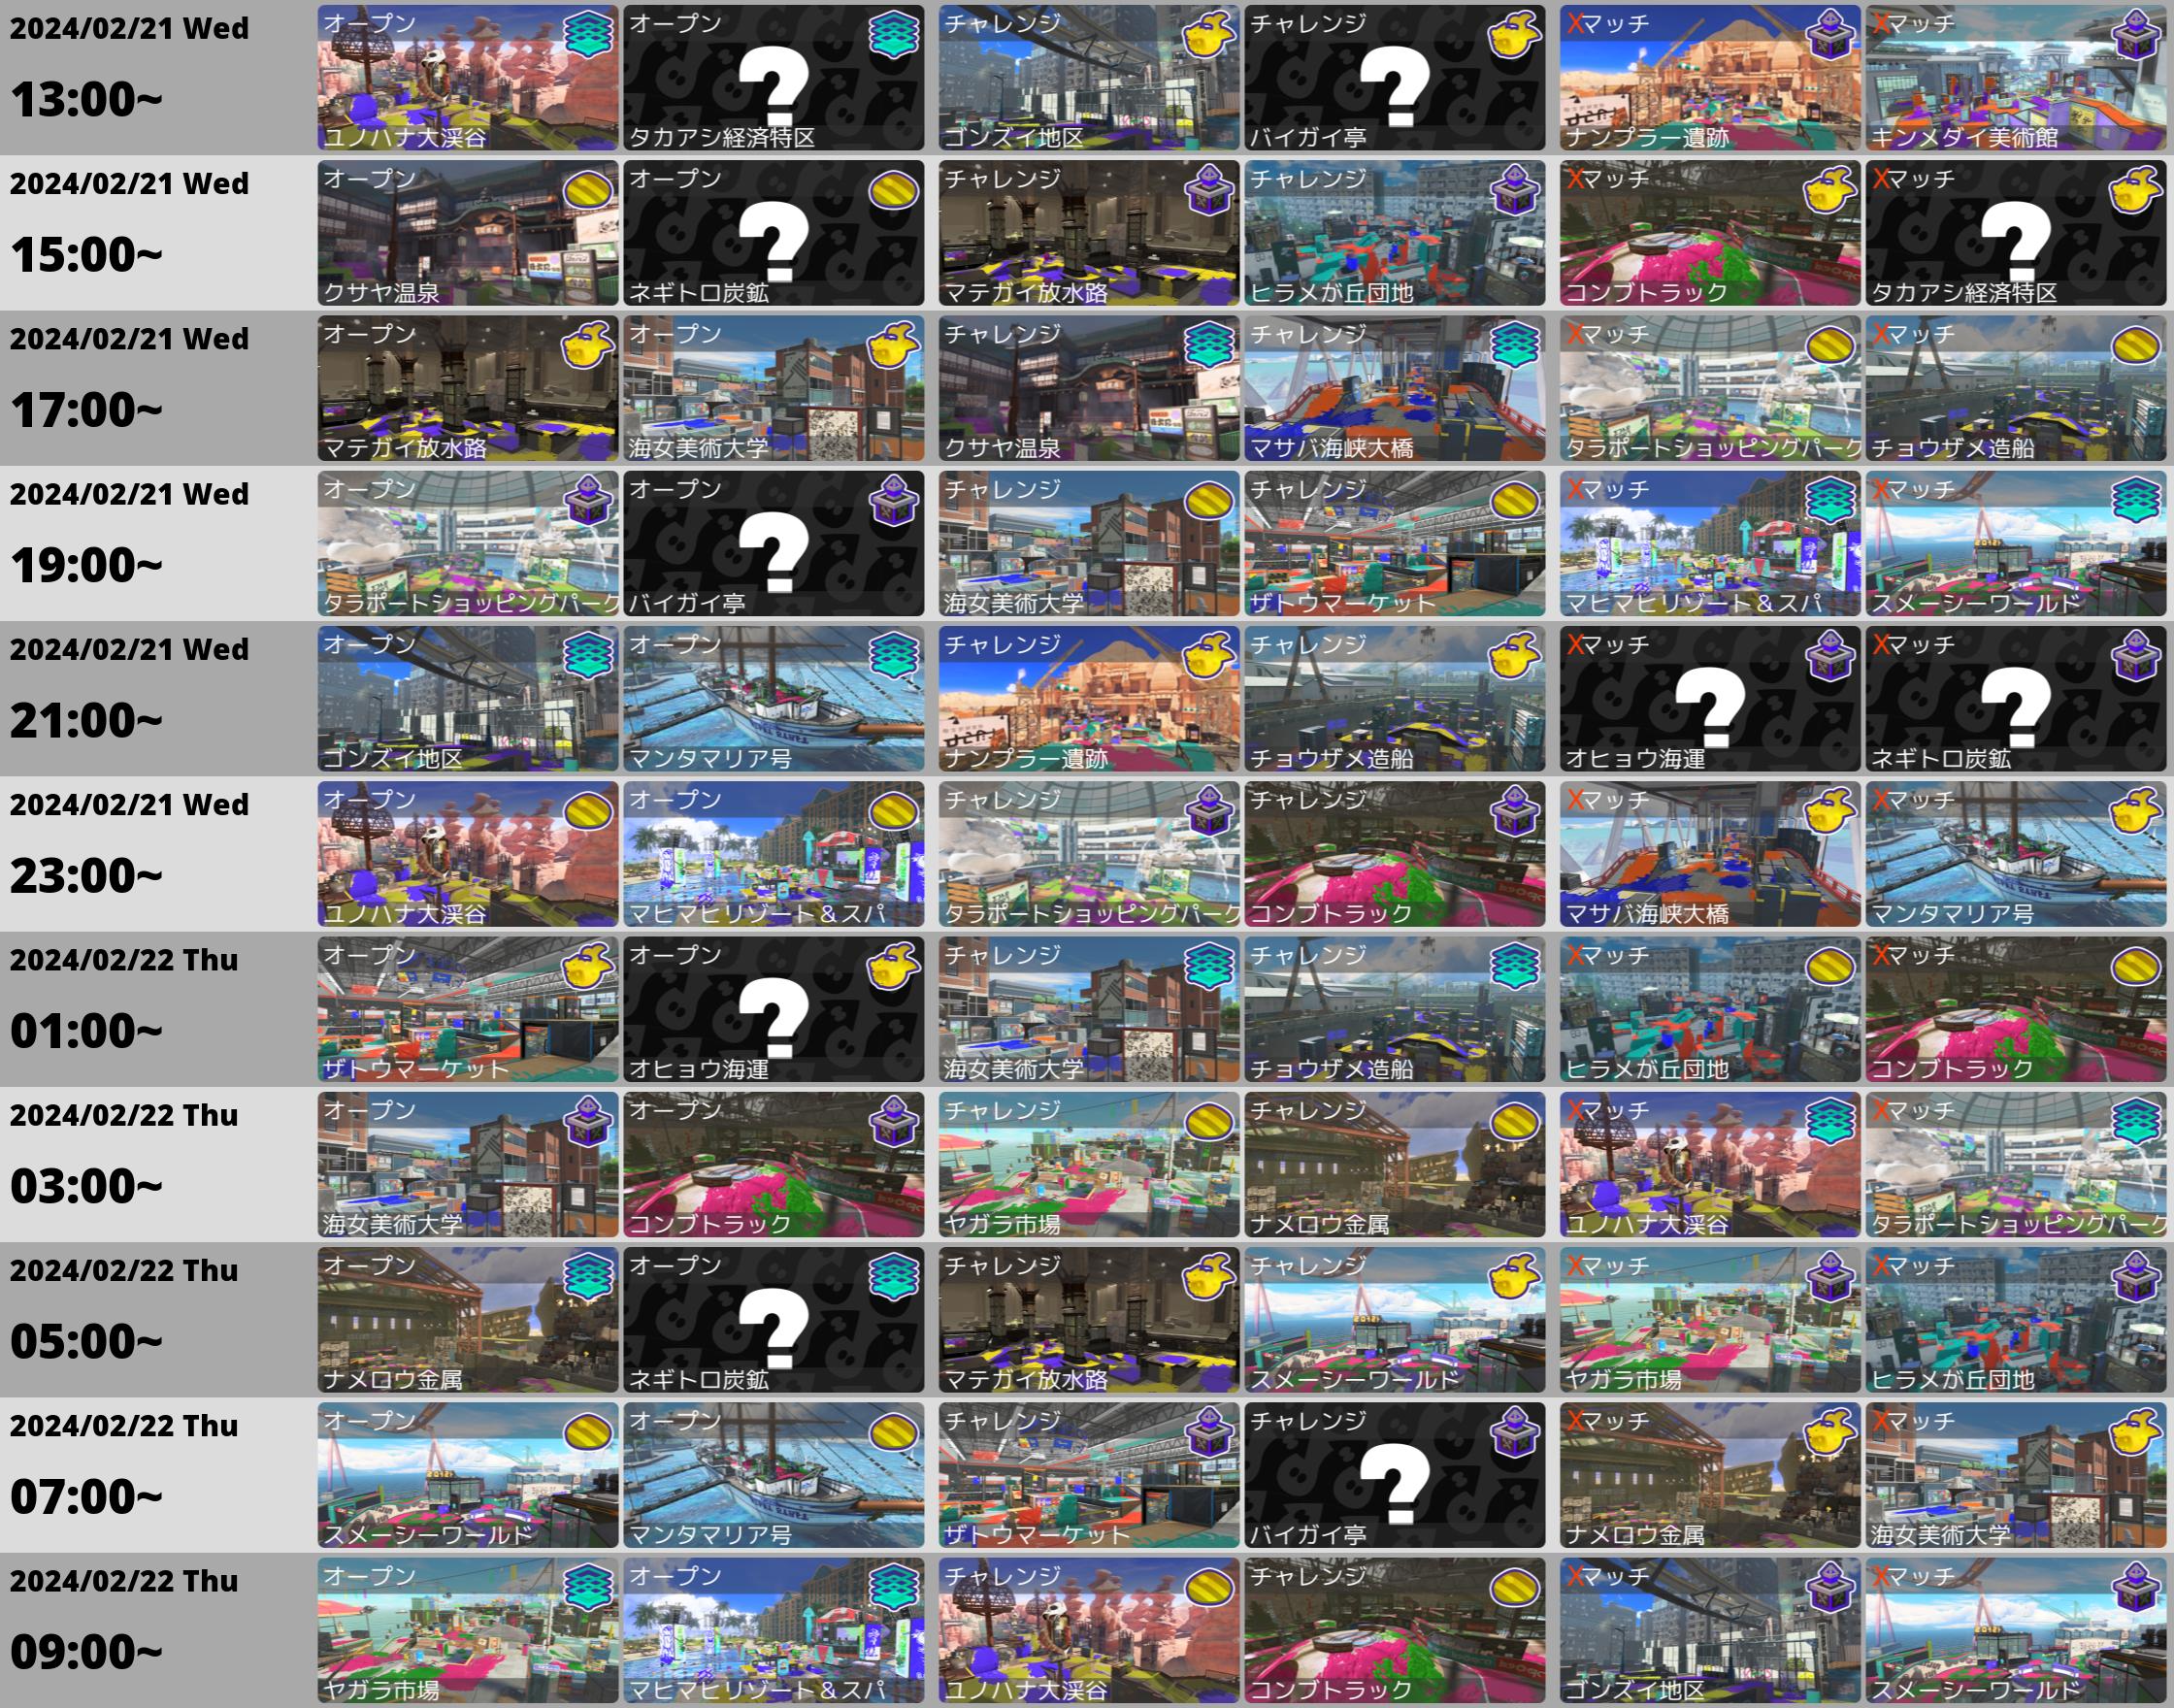 2024/02/21 Wed
13:00~
オープン
ユノハナ大渓谷
オープン
タカアシ経済特区
チャレンジ
ゴンズイ地区
チャレンジ
バイガイ亭
Xマッチ
ナンプラー遺跡
Xマッチ
キンメダイ美術館
2024/02/21 Wed
15:00~
オープン
クサヤ温泉
オープン
ネギトロ炭鉱
チャレンジ
マテガイ放水路
チャレンジ
ヒラメが丘団地
Xマッチ
コンブトラック
Xマッチ
タカアシ経済特区
2024/02/21 Wed
17:00~
オープン
マテガイ放水路
オープン
海女美術大学
チャレンジ
クサヤ温泉
チャレンジ
マサバ海峡大橋
Xマッチ
タラポートショッピングパーク
Xマッチ
チョウザメ造船
2024/02/21 Wed
19:00~
オープン
タラポートショッピングパーク
オープン
バイガイ亭
チャレンジ
海女美術大学
チャレンジ
ザトウマーケット
Xマッチ
マヒマヒリゾート＆スパ
Xマッチ
スメーシーワールド
2024/02/21 Wed
21:00~
オープン
ゴンズイ地区
オープン
マンタマリア号
チャレンジ
ナンプラー遺跡
チャレンジ
チョウザメ造船
Xマッチ
オヒョウ海運
Xマッチ
ネギトロ炭鉱
2024/02/21 Wed
23:00~
オープン
ユノハナ大渓谷
オープン
マヒマヒリゾート＆スパ
チャレンジ
タラポートショッピングパーク
チャレンジ
コンブトラック
Xマッチ
マサバ海峡大橋
Xマッチ
マンタマリア号
2024/02/22 Thu
01:00~
オープン
ザトウマーケット
オープン
オヒョウ海運
チャレンジ
海女美術大学
チャレンジ
チョウザメ造船
Xマッチ
ヒラメが丘団地
Xマッチ
コンブトラック
2024/02/22 Thu
03:00~
オープン
海女美術大学
オープン
コンブトラック
チャレンジ
ヤガラ市場
チャレンジ
ナメロウ金属
Xマッチ
ユノハナ大渓谷
Xマッチ
タラポートショッピングパーク
2024/02/22 Thu
05:00~
オープン
ナメロウ金属
オープン
ネギトロ炭鉱
チャレンジ
マテガイ放水路
チャレンジ
スメーシーワールド
Xマッチ
ヤガラ市場
Xマッチ
ヒラメが丘団地
2024/02/22 Thu
07:00~
オープン
スメーシーワールド
オープン
マンタマリア号
チャレンジ
ザトウマーケット
チャレンジ
バイガイ亭
Xマッチ
ナメロウ金属
Xマッチ
海女美術大学
2024/02/22 Thu
09:00~
オープン
ヤガラ市場
オープン
マヒマヒリゾート＆スパ
チャレンジ
ユノハナ大渓谷
チャレンジ
コンブトラック
Xマッチ
ゴンズイ地区
Xマッチ
スメーシーワールド